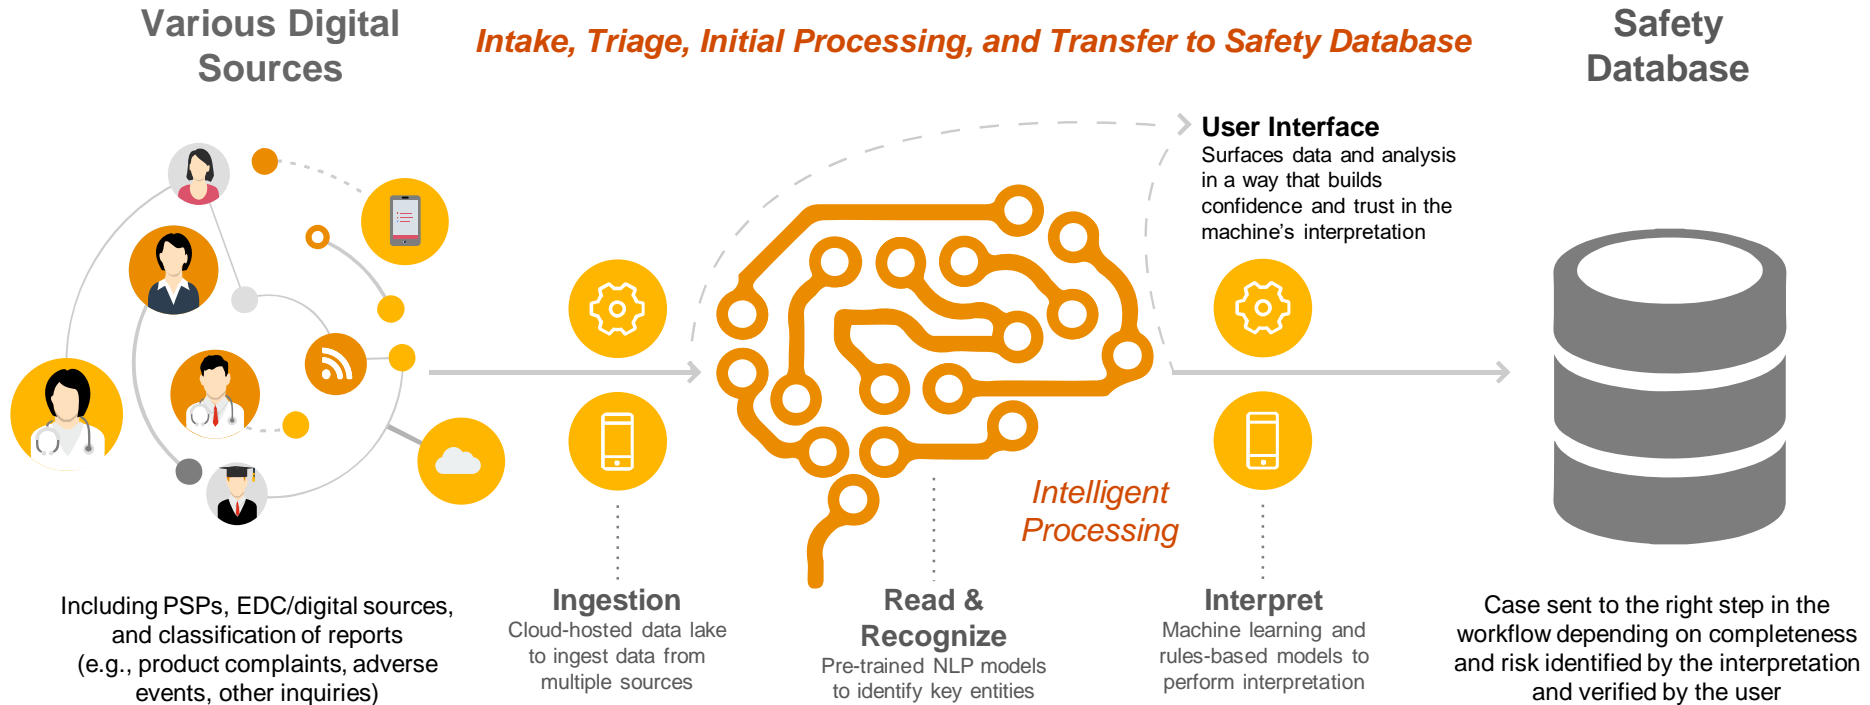 Various Digital
Sources
Intake, Triage, Initial Processing, and Transfer to Safety Database
Safety
Database
User Interface
Surfaces data and analysis
in a way that builds
confidence and trust in the
machine’s interpretation
Intelligent
Processing
Including PSPs, EDC/digital sources,
and classification of reports
(e.g., product complaints, adverse
events, other inquiries)
Ingestion
Cloud-hosted data lake
to ingest data from
multiple sources
Read &
Recognize
Pre-trained NLP models
to identify key entities
Interpret
Machine learning and
rules-based models to
perform interpretation
Case sent to the right step in the
workflow depending on completeness
and risk identified by the interpretation
and verified by the user